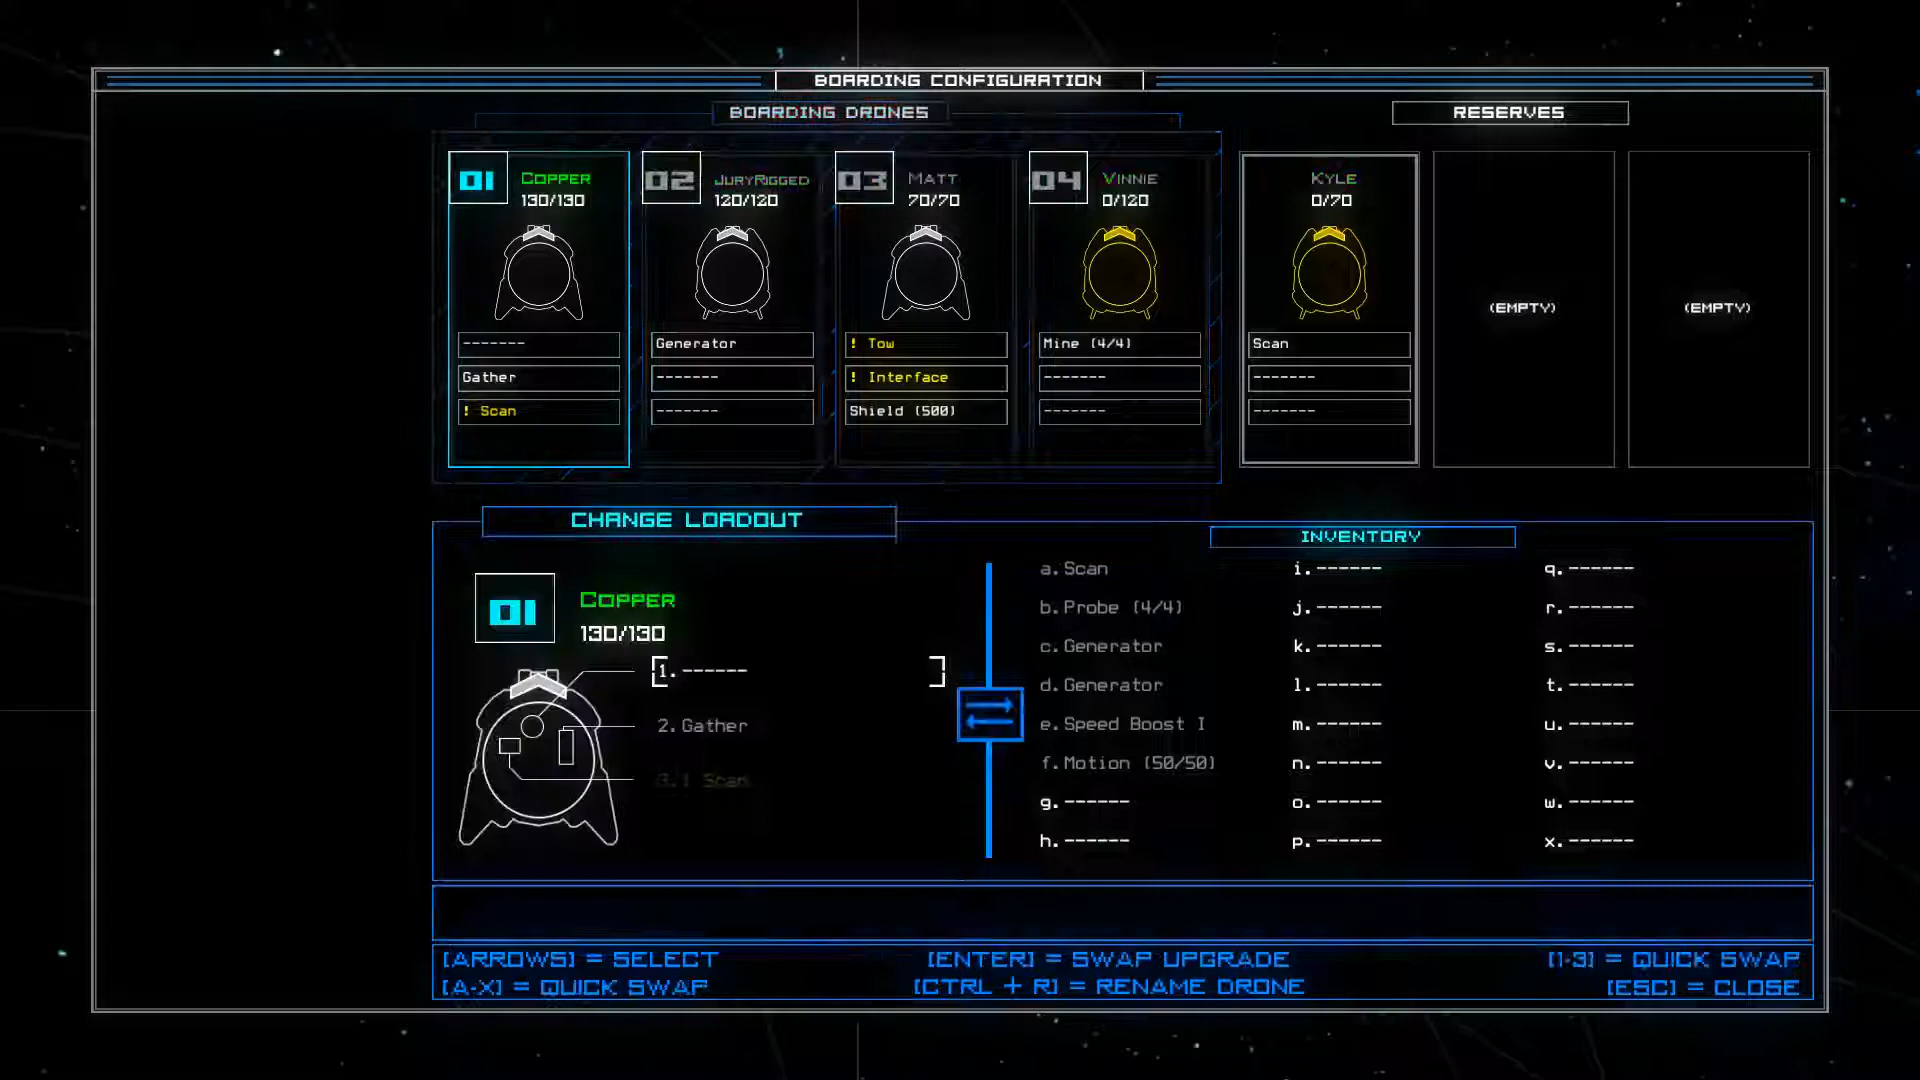 BOARDING CONFIGURATION
BOARDING DRONES
RESERVES
01 COPPER 130/130
-------
Gather
! Scan
02 JURYRIGGED 120/120
Generator
-------
-------
03 MATT 70/70
! Tow
! Interface
Shield (500)
04 VINNIE 0/120
Mine (4/4)
-------
-------
KYLE 0/70
Scan
-------
-------
(EMPTY)
(EMPTY)
CHANGE LOADOUT
01 COPPER
130/130
[1.------ ]
2.Gather
3.! Scan
INVENTORY
a.Scan
b.Probe (4/4)
c.Generator
d.Generator
e.Speed Boost I
f.Motion (50/50)
g.------
h.------
i.------
j.------
k.------
l.------
m.------
n.------
o.------
p.------
q.------
r.------
s.------
t.------
u.------
v.------
w.------
x.------
[ARROWS] = SELECT
[ENTER] = SWAP UPGRADE
[1-3] = QUICK SWAP
[A-X] = QUICK SWAP
[CTRL + R] = RENAME DRONE
[ESC] = CLOSE